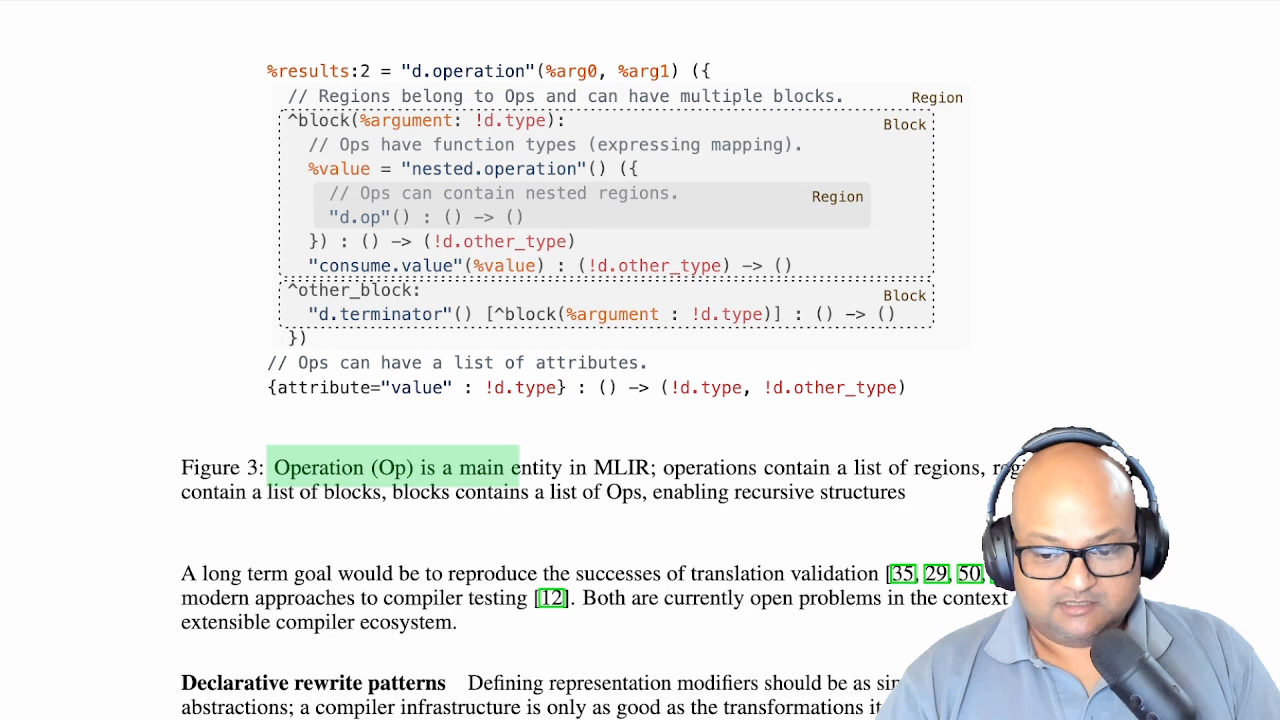 %results:2 = "d.operation"(%arg0, %arg1) ({
// Regions belong to Ops and can have multiple blocks. Region
^block(%argument: !d.type): Block
// Ops have function types (expressing mapping).
%value = "nested.operation"() ({
// Ops can contain nested regions. Region
"d.op"() : () -> ()
}) : () -> (!d.other_type)
"consume.value"(%value) : (!d.other_type) -> ()
^other_block: Block
"d.terminator"() [^block(%argument : !d.type)] : () -> ()
})
// Ops can have a list of attributes.
{attribute="value" : !d.type} : () -> (!d.type, !d.other_type)
Figure 3: Operation (Op) is a main entity in MLIR; operations contain a list of regions,
contain a list of blocks, blocks contains a list of Ops, enabling recursive structures
A long term goal would be to reproduce the successes of translation validation [35, 29, 50,
modern approaches to compiler testing [12]. Both are currently open problems in the context
extensible compiler ecosystem.
Declarative rewrite patterns Defining representation modifiers should be as
abstractions; a compiler infrastructure is only as good as the transformations it